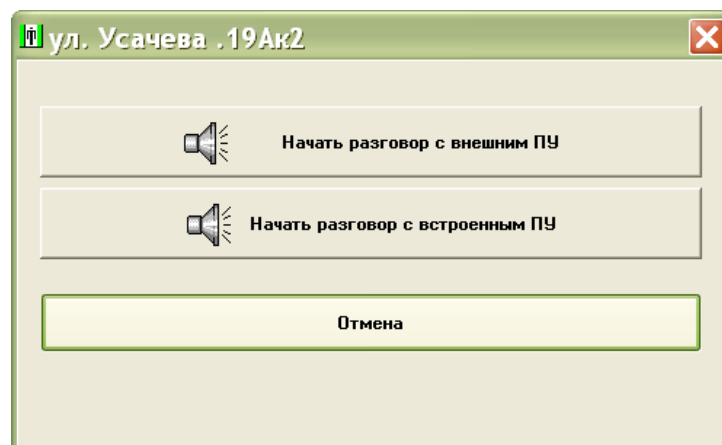 ул. Усачева .19Ак2
Начать разговор с внешним ПУ
Начать разговор с встроенным ПУ
Отмена